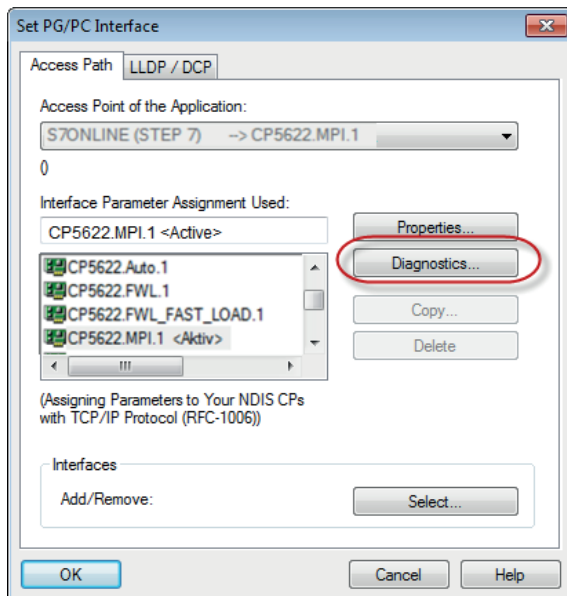 Set PG/PC Interface
Access Path
LLDP / DCP
Access Point of the Application:
S7ONLINE (STEP 7) --> CP5622.MPI.1
()
Interface Parameter Assignment Used:
CP5622.MPI.1 <Active>
Properties...
Diagnostics...
CP5622.Auto.1
CP5622.FWL.1
CP5622.FWL_FAST_LOAD.1
CP5622.MPI.1 <Aktiv>
Copy...
Delete
(Assigning Parameters to Your NDIS CPs
with TCP/IP Protocol (RFC-1006))
Interfaces
Add/Remove:
Select...
OK
Cancel
Help